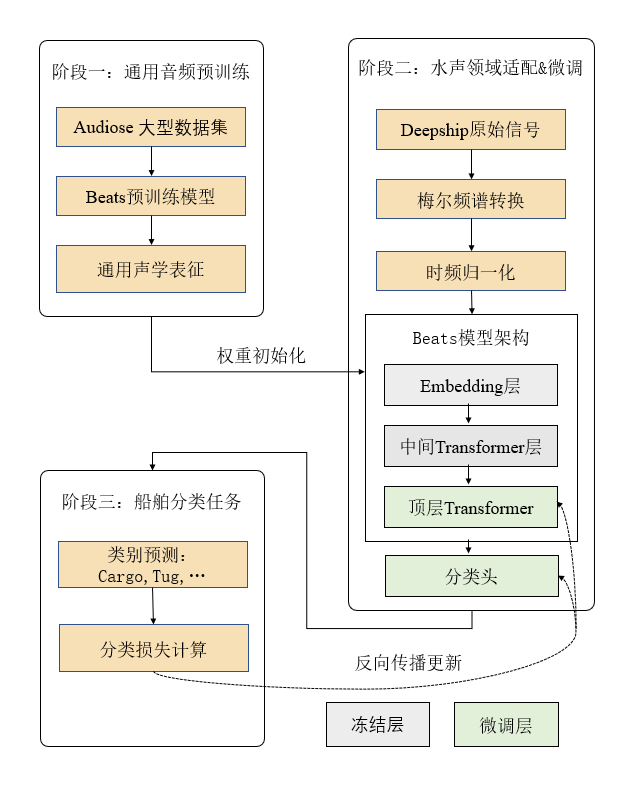 阶段一：通用音频预训练
Audiose 大型数据集
Beats预训练模型
通用声学表征
权重初始化
阶段二：水声领域适配&微调
Deepship原始信号
梅尔频谱转换
时频归一化
Beats模型架构
Embedding层
中间Transformer层
顶层Transformer
分类头
阶段三：船舶分类任务
类别预测：
Cargo,Tug,…
分类损失计算
反向传播更新
冻结层
微调层